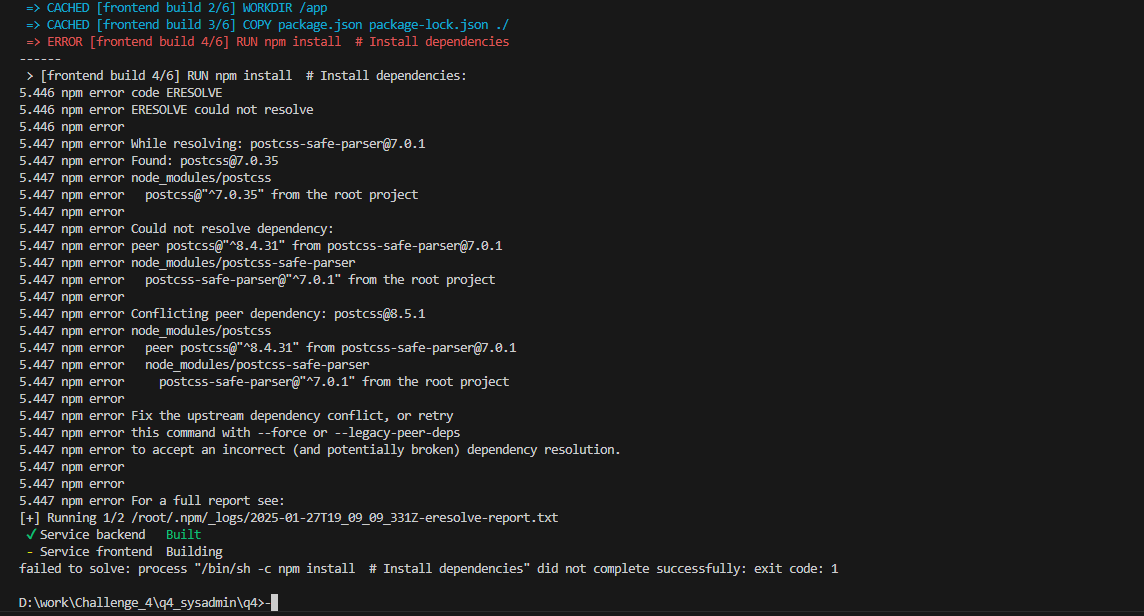 => CACHED [frontend build 2/6] WORKDIR /app
=> CACHED [frontend build 3/6] COPY package.json package-lock.json ./
=> ERROR [frontend build 4/6] RUN npm install  # Install dependencies
------
> [frontend build 4/6] RUN npm install  # Install dependencies:
5.446 npm error code ERESOLVE
5.446 npm error ERESOLVE could not resolve
5.446 npm error
5.447 npm error While resolving: postcss-safe-parser@7.0.1
5.447 npm error Found: postcss@7.0.35
5.447 npm error node_modules/postcss
5.447 npm error   postcss@"^7.0.35" from the root project
5.447 npm error
5.447 npm error Could not resolve dependency:
5.447 npm error peer postcss@"^8.4.31" from postcss-safe-parser@7.0.1
5.447 npm error node_modules/postcss-safe-parser
5.447 npm error   postcss-safe-parser@"^7.0.1" from the root project
5.447 npm error
5.447 npm error Conflicting peer dependency: postcss@8.5.1
5.447 npm error node_modules/postcss
5.447 npm error   peer postcss@"^8.4.31" from postcss-safe-parser@7.0.1
5.447 npm error   node_modules/postcss-safe-parser
5.447 npm error     postcss-safe-parser@"^7.0.1" from the root project
5.447 npm error
5.447 npm error Fix the upstream dependency conflict, or retry
5.447 npm error this command with --force or --legacy-peer-deps
5.447 npm error to accept an incorrect (and potentially broken) dependency resolution.
5.447 npm error
5.447 npm error
5.447 npm error For a full report see:
[+] Running 1/2 /root/.npm/_logs/2025-01-27T19_09_09_331Z-eresolve-report.txt
✓ Service backend   Built
- Service frontend  Building
failed to solve: process "/bin/sh -c npm install  # Install dependencies" did not complete successfully: exit code: 1
D:\work\Challenge_4\q4_sysadmin\q4>-